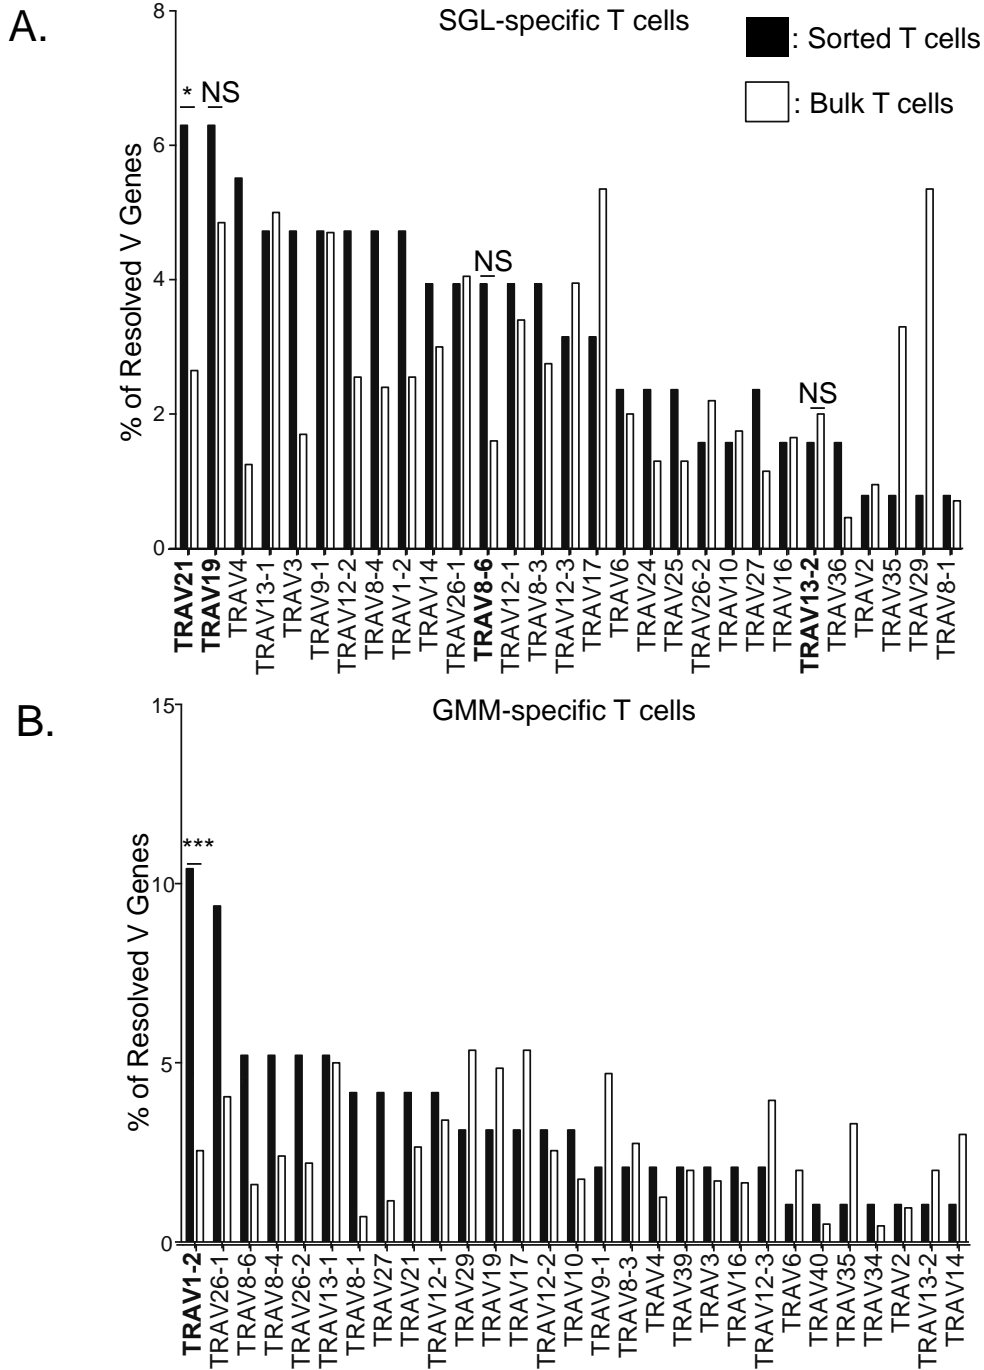 A.
SGL-specific T cells
: Sorted T cells
: Bulk T cells
% of Resolved V Genes
8
6
4
2
0
* NS
NS
NS
TRAV21
TRAV19
TRAV4
TRAV13-1
TRAV3
TRAV9-1
TRAV12-2
TRAV8-4
TRAV1-2
TRAV14
TRAV26-1
TRAV8-6
TRAV12-1
TRAV8-3
TRAV12-3
TRAV17
TRAV6
TRAV24
TRAV25
TRAV26-2
TRAV10
TRAV27
TRAV16
TRAV13-2
TRAV36
TRAV2
TRAV35
TRAV29
TRAV8-1
B.
GMM-specific T cells
% of Resolved V Genes
15
10
5
0
***
TRAV1-2
TRAV26-1
TRAV8-6
TRAV8-4
TRAV26-2
TRAV13-1
TRAV8-1
TRAV27
TRAV21
TRAV12-1
TRAV29
TRAV19
TRAV17
TRAV12-2
TRAV10
TRAV9-1
TRAV8-3
TRAV4
TRAV39
TRAV3
TRAV16
TRAV12-3
TRAV6
TRAV40
TRAV35
TRAV34
TRAV2
TRAV13-2
TRAV14